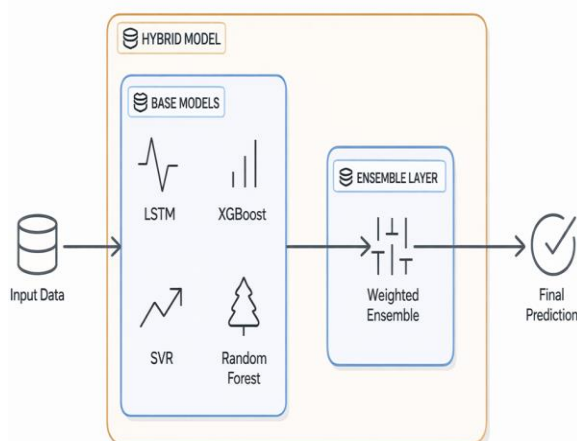 HYBRID MODEL
BASE MODELS
LSTM
XGBoost
SVR
Random
Forest
ENSEMBLE LAYER
Weighted
Ensemble
Input Data
Final
Prediction